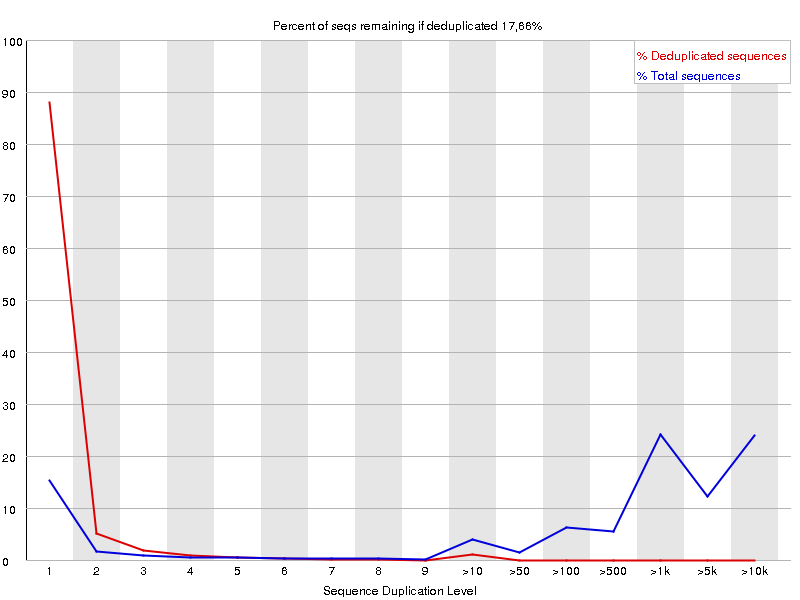 Percent of seqs remaining if deduplicated 17,66%
% Deduplicated sequences
% Total sequences
100
90
80
70
60
50
40
30
20
10
0
1 2 3 4 5 6 7 8 9 >10 >50 >100 >500 >1k >5k >10k
Sequence Duplication Level